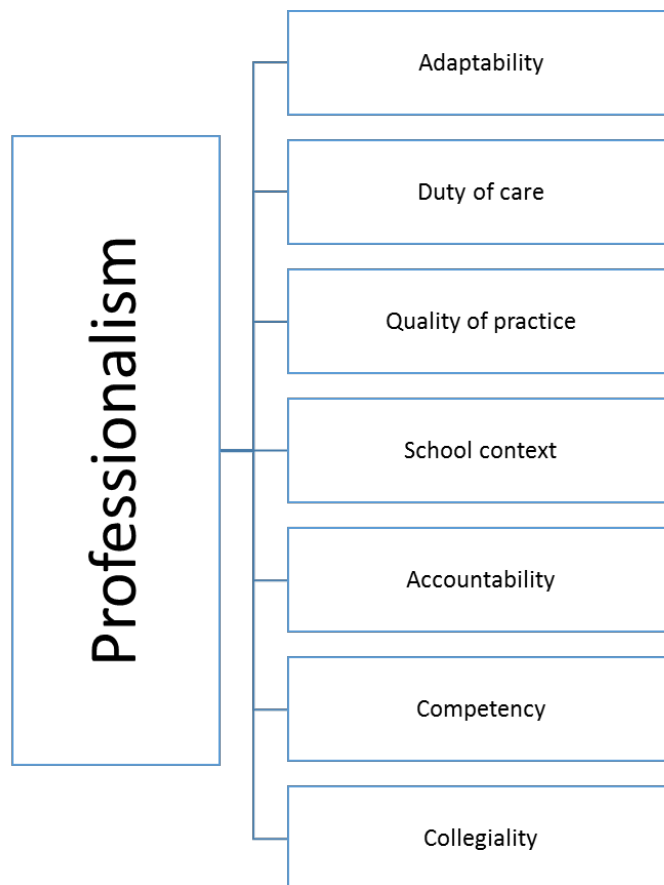 Professionalism
Adaptability
Duty of care
Quality of practice
School context
Accountability
Competency
Collegiality